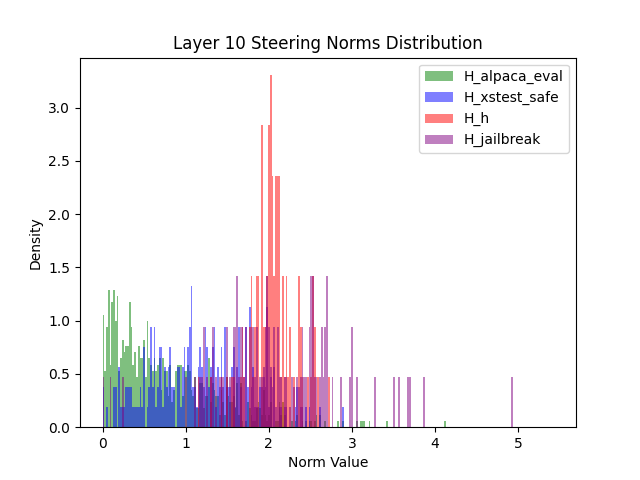 Layer 10 Steering Norms Distribution
H_alpaca_eval
H_xstest_safe
H_h
H_jailbreak
Density
3.0
2.5
2.0
1.5
1.0
0.5
0.0
0
1
2
3
4
5
Norm Value